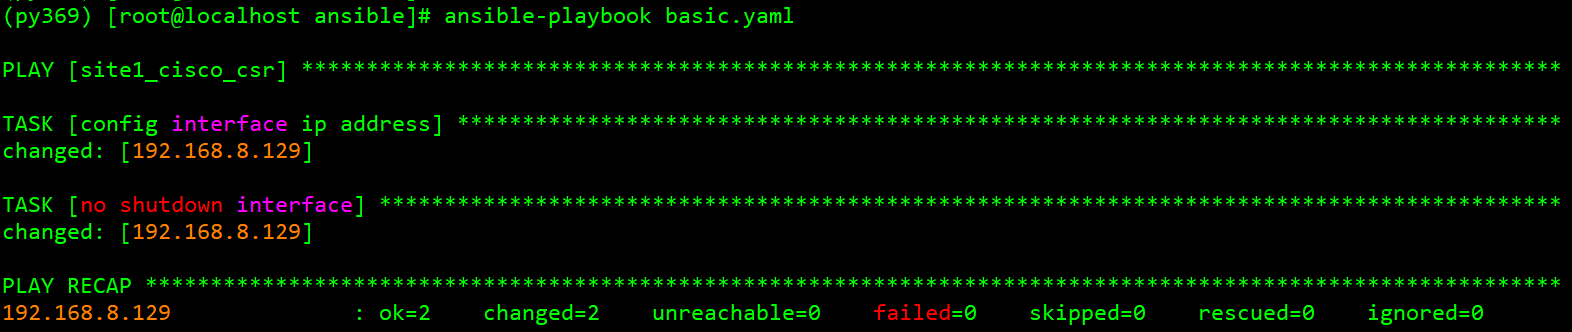 (py369) [root@localhost ansible]# ansible-playbook basic.yaml
PLAY [site1_cisco_csr] *************************************************************************************************
TASK [config interface ip address] *************************************************************************************
changed: [192.168.8.129]
TASK [no shutdown interface] *******************************************************************************************
changed: [192.168.8.129]
PLAY RECAP *************************************************************************************************************
192.168.8.129              : ok=2    changed=2    unreachable=0    failed=0    skipped=0    rescued=0    ignored=0